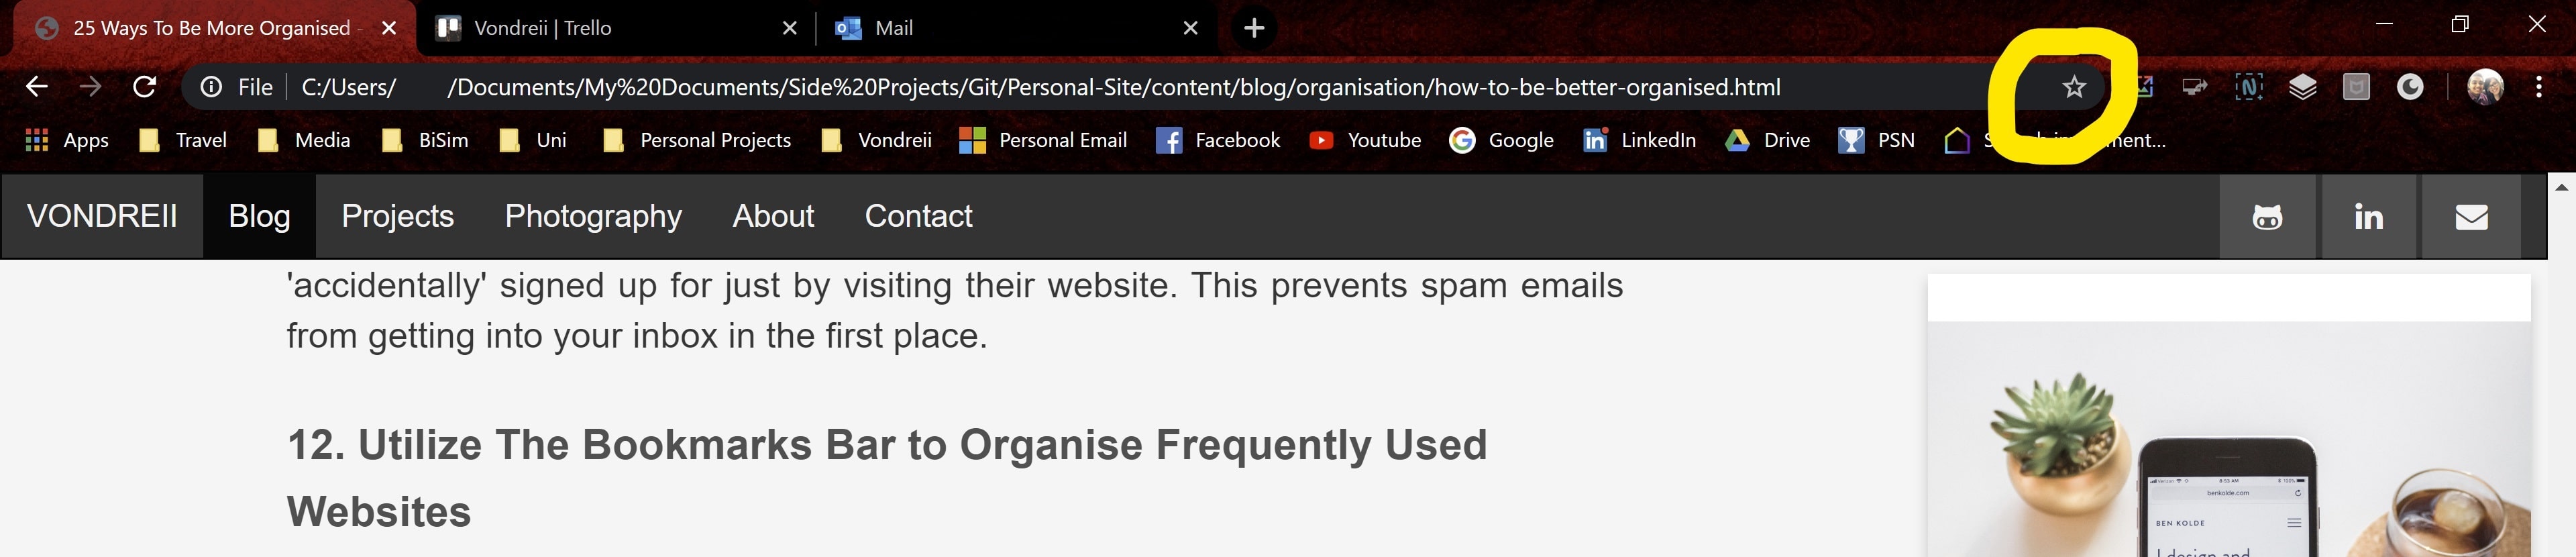 25 Ways To Be More Organised -
Vondreii | Trello
Mail
File
C:/Users/ /Documents/My%20Documents/Side%20Projects/Git/Personal-Site/content/blog/organisation/how-to-be-better-organised.html
Apps Travel Media BiSim Uni Personal Projects Vondreii Personal Email Facebook Youtube Google LinkedIn Drive PSN
VONDREII Blog Projects Photography About Contact
'accidentally' signed up for just by visiting their website. This prevents spam emails
from getting into your inbox in the first place.
12. Utilize The Bookmarks Bar to Organise Frequently Used
Websites
benkolde.com
BEN KOLDE
I design and